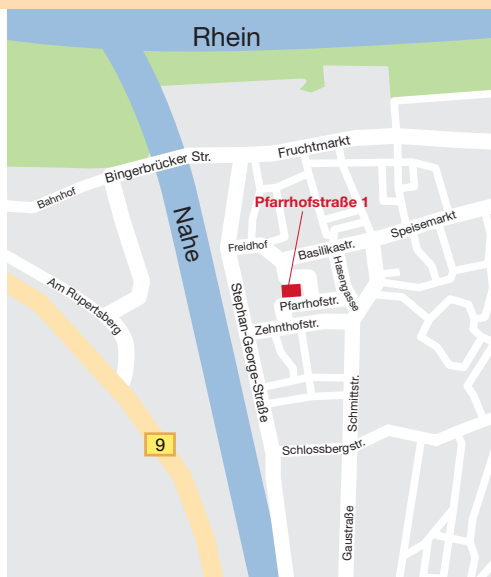 Rhein
Fruchtmarkt
Bingerbrücker Str.
Bahnhof
Pfarrhofstraße 1
Nahe
Speisemarkt
Freidhof
Basilikastr.
Hasengasse
Am Rupertsberg
Pfarrhofstr.
Zehnthofstr.
Stephan-George-Straße
Schmittstr.
9
Schlossbergstr.
Gaustraße